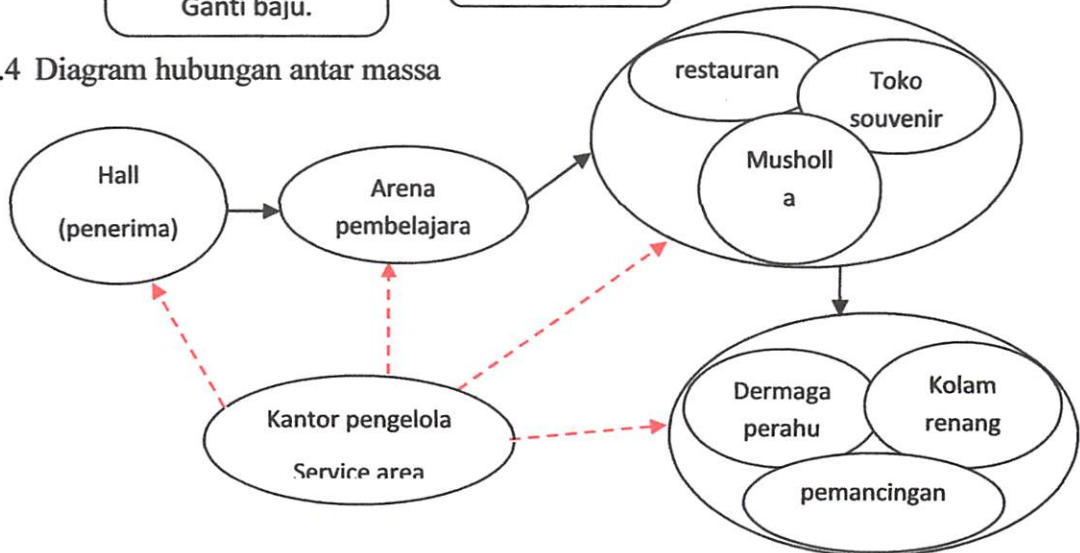 Ganti baju.
.4 Diagram hubungan antar massa
restauran
Toko
souvenir
Musholl
a
Hall
(penerima)
Arena
pembelajara
Kantor pengelola
Service area
Dermaga
perahu
Kolam
renang
pemancingan